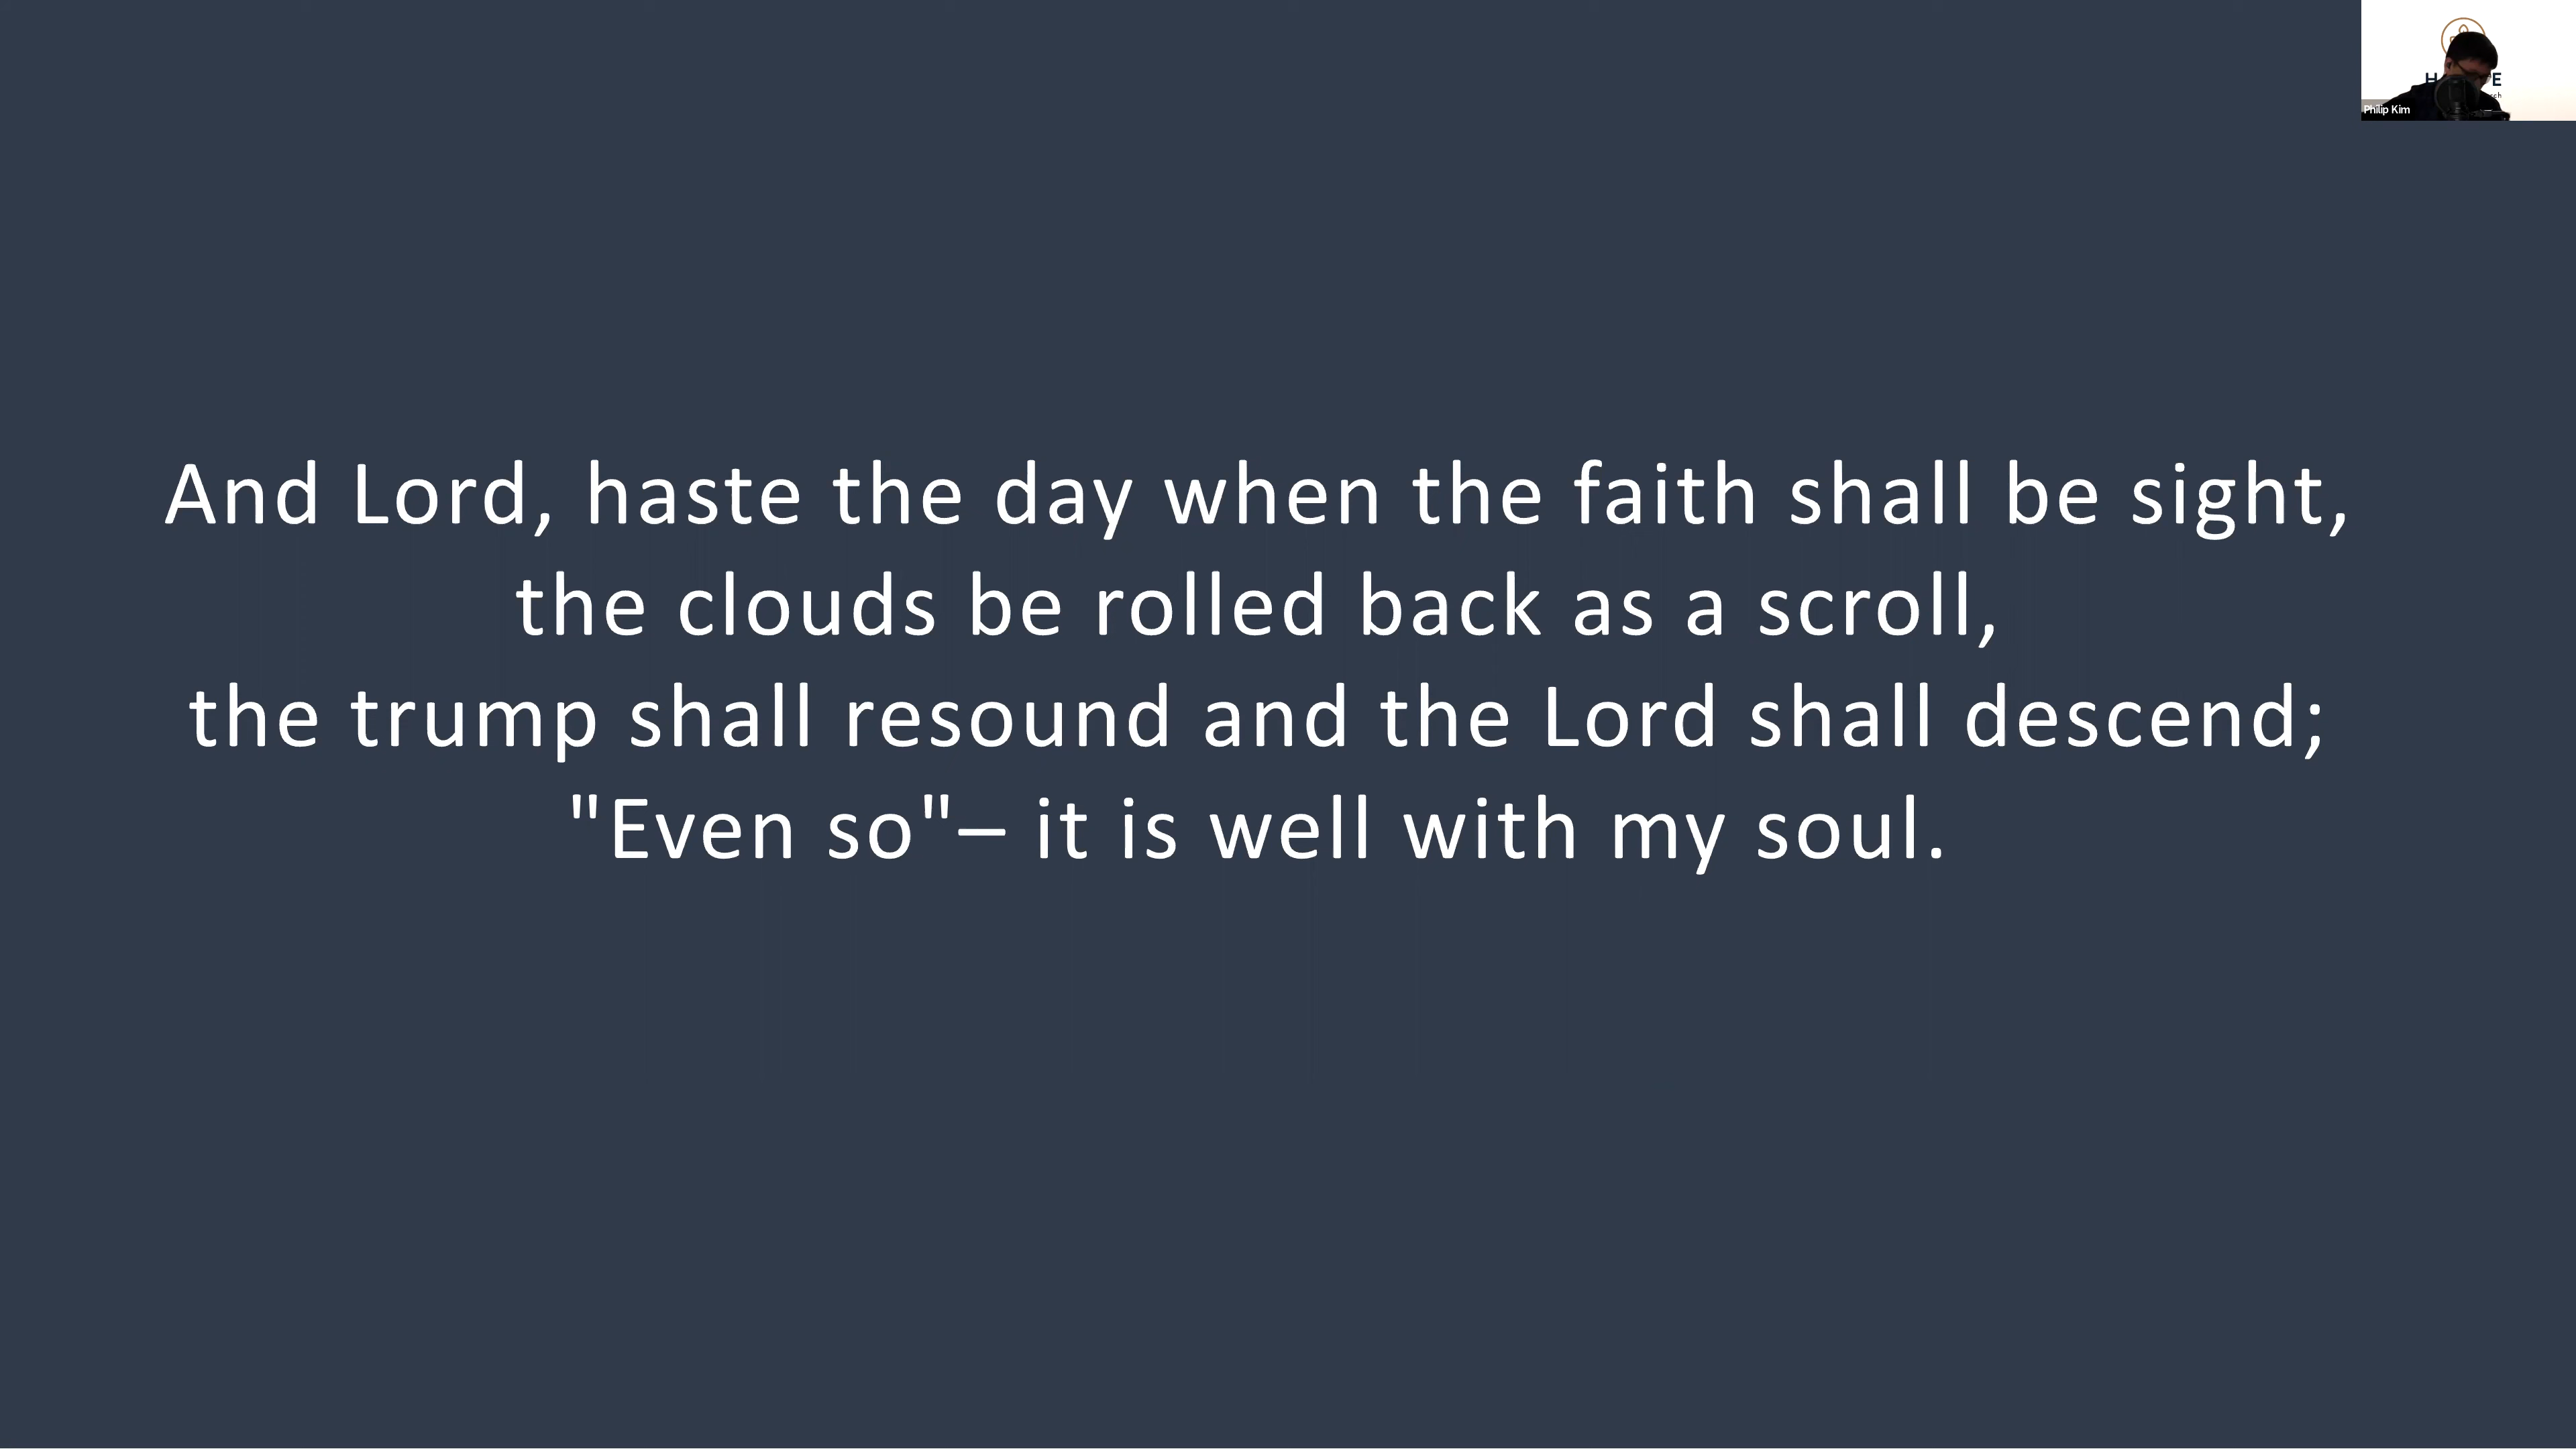 And Lord, haste the day when the faith shall be sight,
the clouds be rolled back as a scroll,
the trump shall resound and the Lord shall descend;
"Even so"– it is well with my soul.
Philip Kim